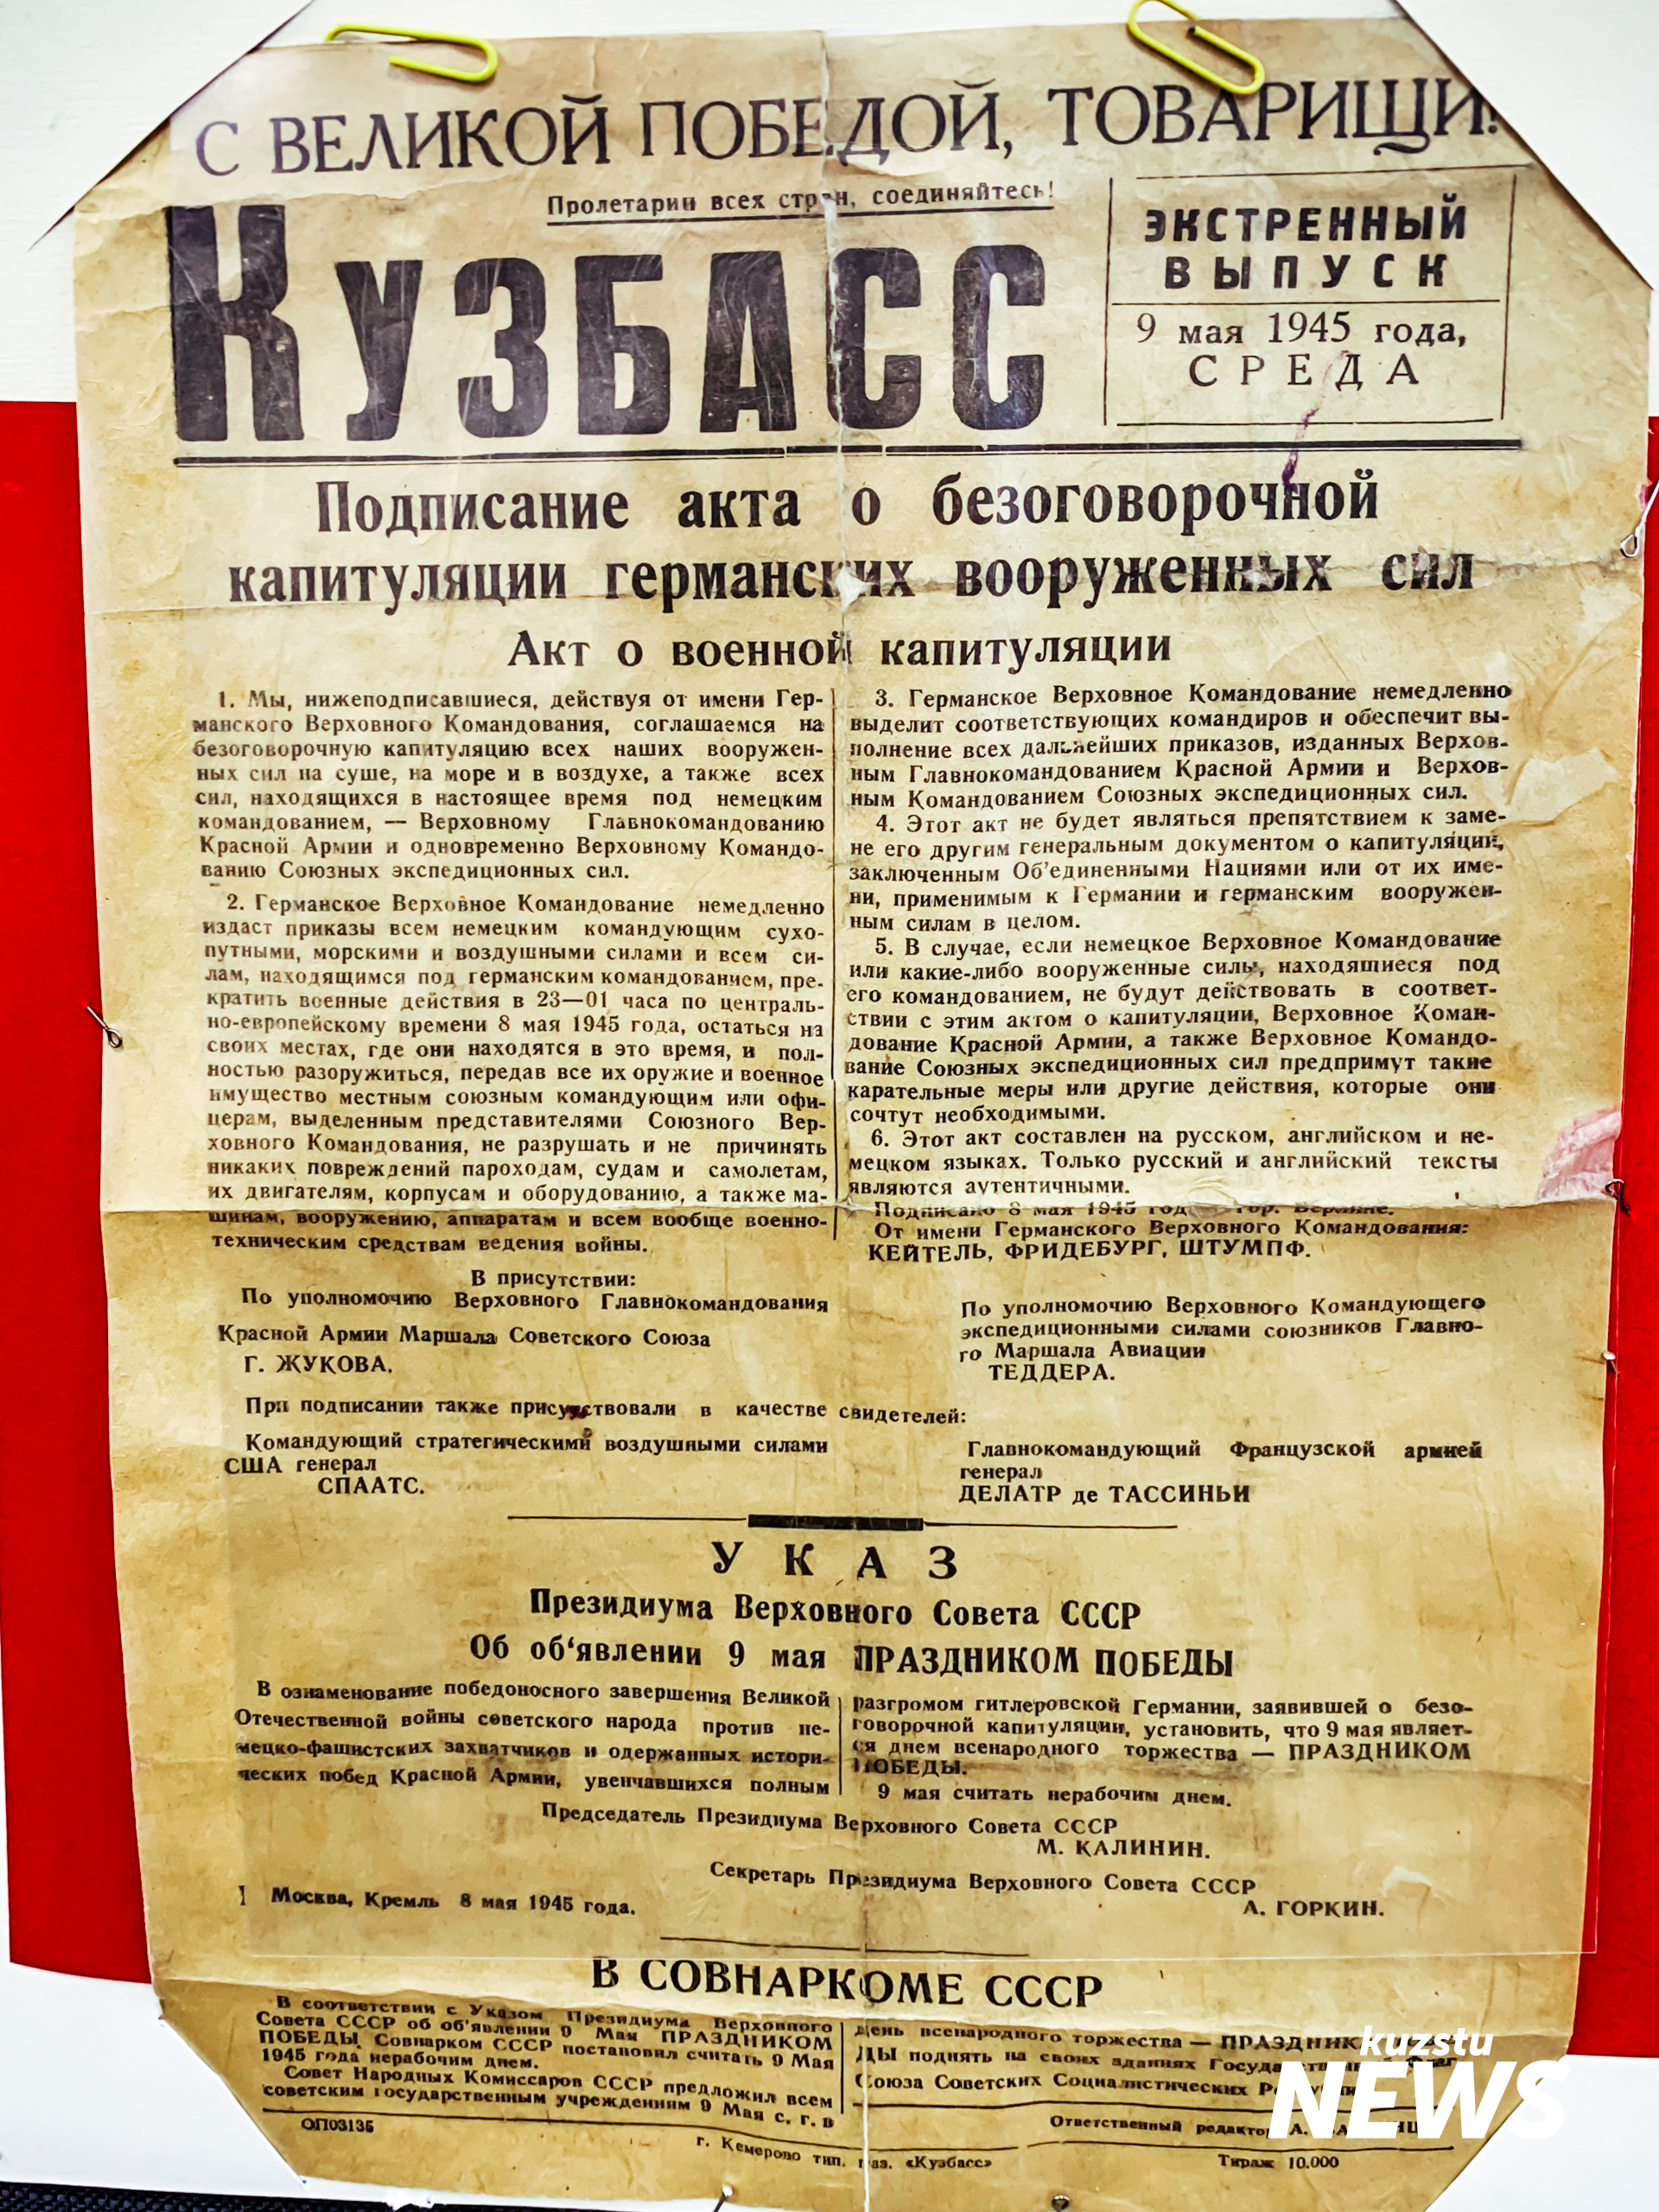 С ВЕЛИКОЙ ПОБЕДОЙ, ТОВАРИЩИ!
Пролетарии всех стран, соединяйтесь!
КУЗБАСС
ЭКСТРЕННЫЙ
ВЫПУСК
9 мая 1945 года,
СРЕДА
Подписание акта о безоговорочной
капитуляции германских вооруженных сил
Акт о военной капитуляции
1. Мы, нижеподписавшиеся, действуя от имени Гер-
манского Верховного Командования, соглашаемся на
безоговорочную капитуляцию всех наших вооружен-
ных сил на суше, на море и в воздухе, а также всех
сил, находящихся в настоящее время под немецким
командованием, — Верховному Главнокомандованию
Красной Армии и одновременно Верховному Командо-
ванию Союзных экспедиционных сил.
2. Германское Верховное Командование немедленно
издаст приказы всем немецким командующим сухо-
путными, морскими и воздушными силами и всем си-
лам, находящимся под германским командованием, пре-
кратить военные действия в 23—01 часа по централь-
но-европейскому времени 8 мая 1945 года, остаться на
своих местах, где они находятся в это время, и пол-
ностью разоружиться, передав все их оружие и военное
имущество местным союзным командующим или офи-
церам, выделенным представителями Союзного Вер-
ховного Командования, не разрушать и не причинять
никаких повреждений пароходам, судам и самолетам,
их двигателям, корпусам и оборудованию, а также ма-
шинам, вооружению, аппаратам и всем вообще военно-
техническим средствам ведения войны.
3. Германское Верховное Командование немедленно
выделит соответствующих командиров и обеспечит вы-
полнение всех дальнейших приказов, изданных Верхов-
ным Главнокомандованием Красной Армии и Верхов-
ным Командованием Союзных экспедиционных сил.
4. Этот акт не будет являться препятствием к заме-
не его другим генеральным документом о капитуляции,
заключенным Об'единенными Нациями или от их име-
ни, применимым к Германии и германским вооружен-
ным силам в целом.
5. В случае, если немецкое Верховное Командование
или какие-либо вооруженные силы, находящиеся под
его командованием, не будут действовать в соответ-
ствии с этим актом о капитуляции, Верховное Коман-
дование Красной Армии, а также Верховное Командо-
вание Союзных экспедиционных сил предпримут такие
карательные меры или другие действия, которые они
сочтут необходимыми.
6. Этот акт составлен на русском, английском и не-
мецком языках. Только русский и английский тексты
являются аутентичными.
Подписано 8 мая 1945 год гор. Берлине.
От имени Германского Верховного Командования:
КЕЙТЕЛЬ, ФРИДЕБУРГ, ШТУМПФ.
В присутствии:
По уполномочию Верховного Главнокомандования
Красной Армии Маршала Советского Союза
Г. ЖУКОВА.
По уполномочию Верховного Командующего
экспедиционными силами союзников Главно-
го Маршала Авиации
ТЕДДЕРА.
При подписании также присутствовали в качестве свидетелей:
Командующий стратегическими воздушными силами
США генерал
СПААТС.
Главнокомандующий Французской армией
генерал
ДЕЛАТР де ТАССИНЬИ
УКАЗ
Президиума Верховного Совета СССР
Об об'явлении 9 мая ПРАЗДНИКОМ ПОБЕДЫ
В ознаменование победоносного завершения Великой
Отечественной войны советского народа против не-
мецко-фашистских захватчиков и одержанных истори-
ческих побед Красной Армии, увенчавшихся полным
разгромом гитлеровской Германии, заявившей о безо-
говорочной капитуляции, установить, что 9 мая являет-
ся днем всенародного торжества — ПРАЗДНИКОМ
ПОБЕДЫ.
9 мая считать нерабочим днем.
Председатель Президиума Верховного Совета СССР
М. КАЛИНИН.
Секретарь Президиума Верховного Совета СССР
А. ГОРКИН.
Москва, Кремль 8 мая 1945 года.
В СОВНАРКОМЕ СССР
В соответствии с Указом Президиума Верховного
Совета СССР об об'явлении 9 Мая ПРАЗДНИКОМ
ПОБЕДЫ Совнарком СССР постановил считать 9 Мая
1945 года нерабочим днем.
Совет Народных Комиссаров СССР предложил всем
советским государственным учреждениям 9 Мая с. г. в
день всенародного торжества —
ДЫ поднять на своих зданиях
Союза Советских Социалистических
ОП03135
Ответственный редактор А.
г. Кемерово тип. газ. «Кузбасс»
Тираж 10.000
kuzstu
NEWS